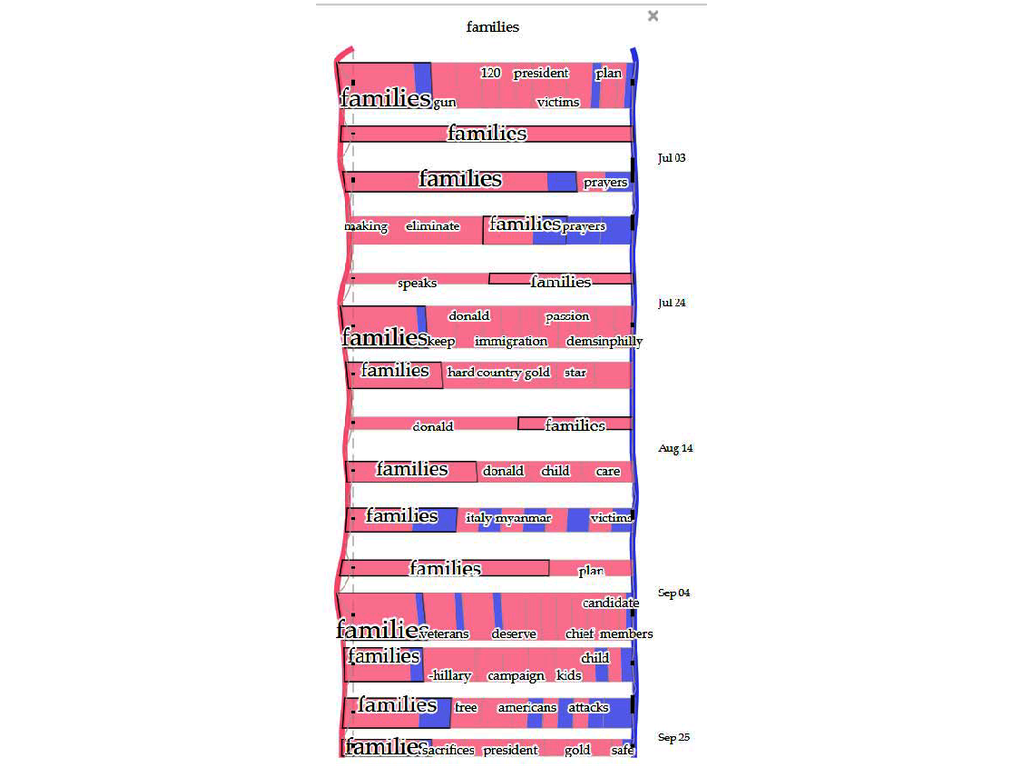 ×
families
120 president plan
families gun victims
families
Jul 03
families prayers
making eliminate families prayers
speaks families
Jul 24
donald passion
families keep immigration demsinphilly
families hard country gold star
donald families
Aug 14
families donald child care
families italy myanmar victims
families plan
Sep 04
candidate
families veterans deserve chief members
families child
-hillary campaign kids
families free americans attacks
Sep 25
families sacrifices president gold safe